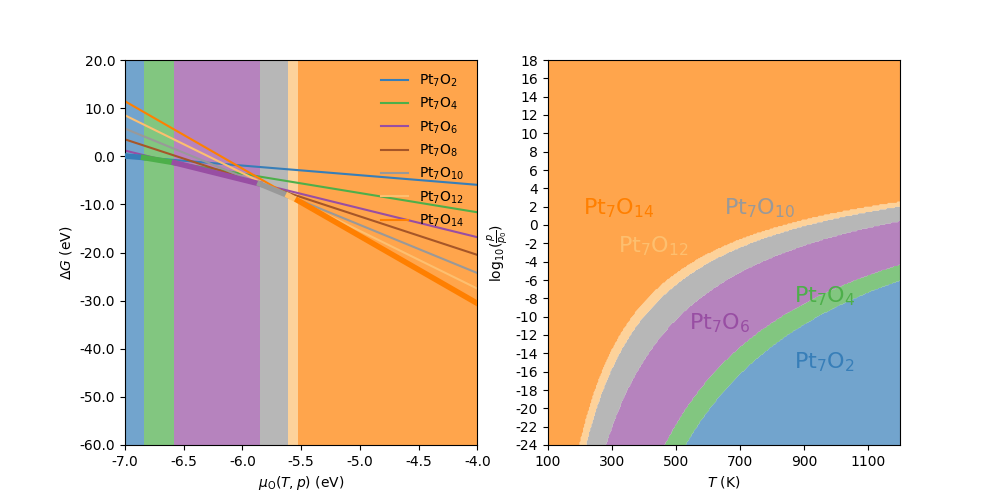 20.0
10.0
0.0
-10.0
-20.0
-30.0
-40.0
-50.0
-60.0
ΔG (eV)
-7.0 -6.5 -6.0 -5.5 -5.0 -4.5 -4.0
μO(T, p) (eV)
Pt7O2
Pt7O4
Pt7O6
Pt7O8
Pt7O10
Pt7O12
Pt7O14
18
16
14
12
10
8
6
4
2
0
-2
-4
-6
-8
-10
-12
-14
-16
-18
-20
-22
-24
log10(p/p0)
Pt7O14
Pt7O10
Pt7O12
Pt7O4
Pt7O6
Pt7O2
100 300 500 700 900 1100
T (K)